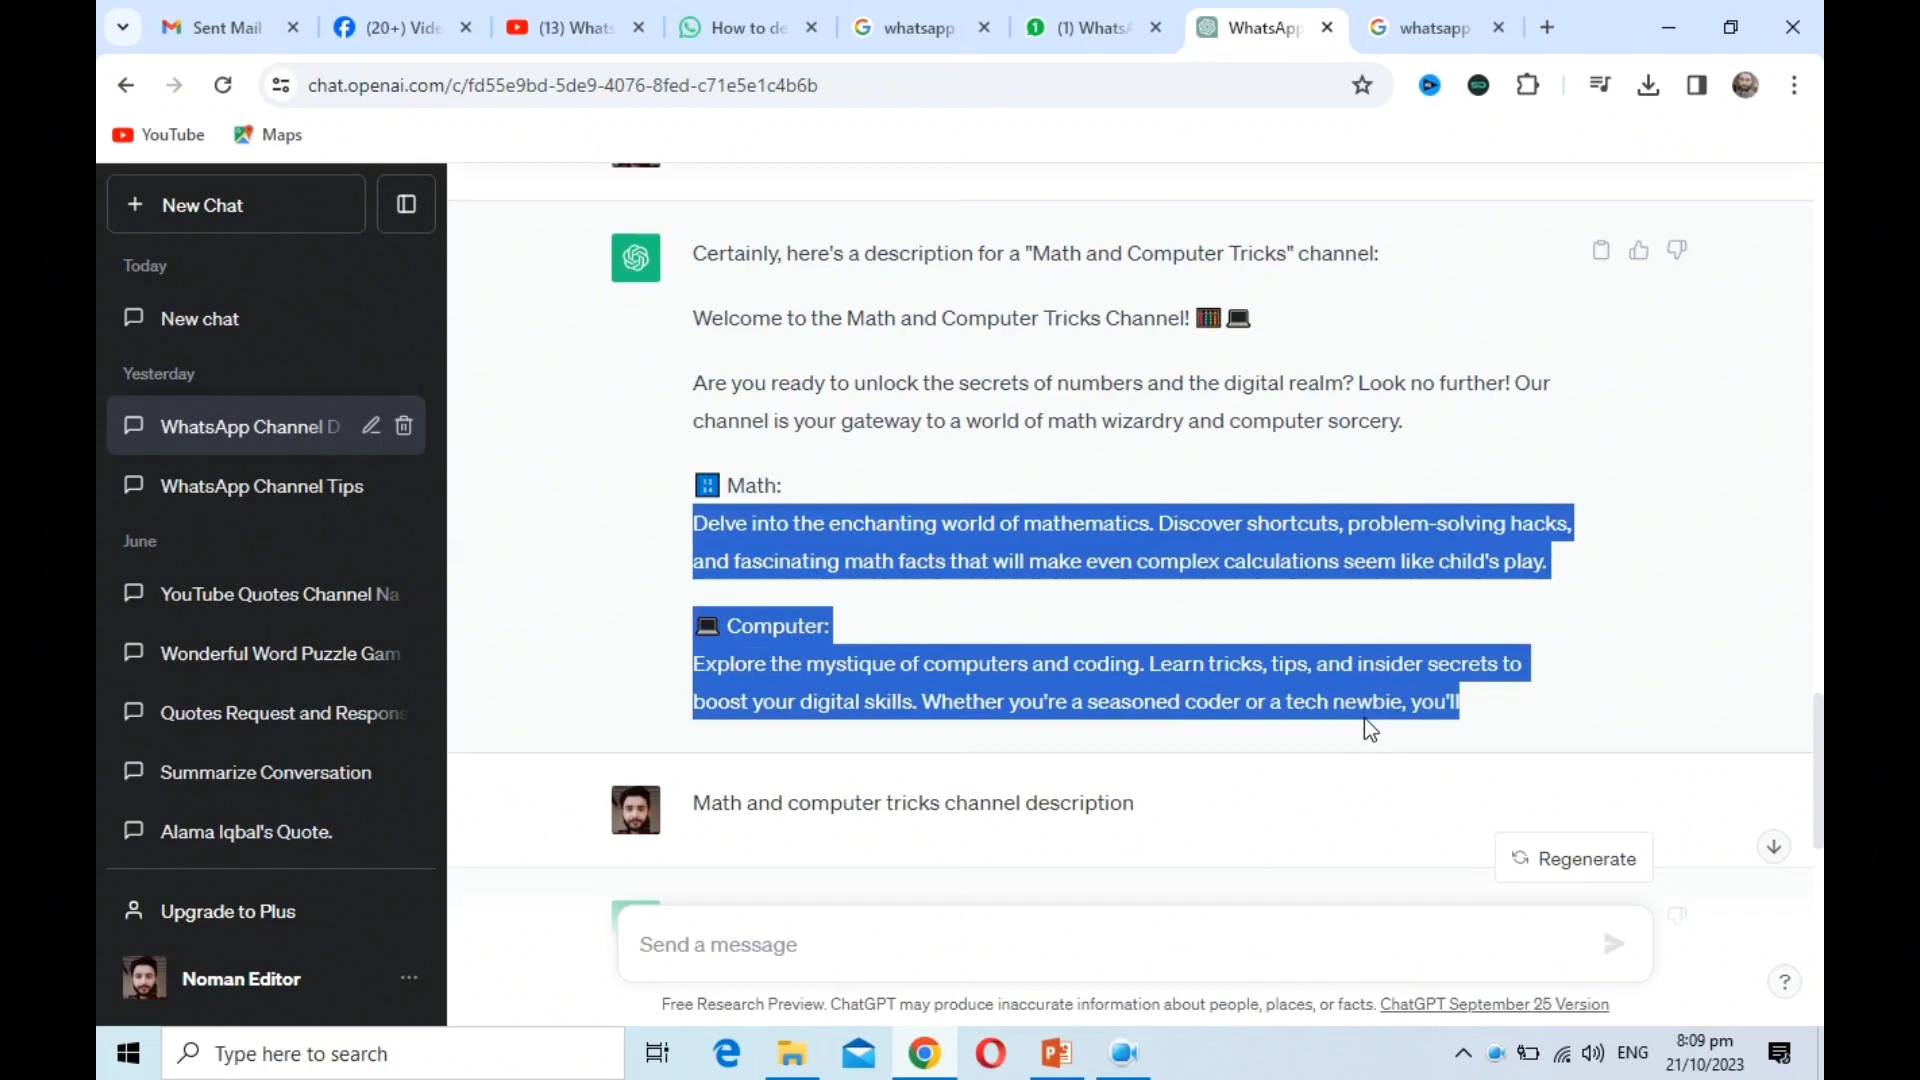 Sent Mail
(20+) Vide
(13) Whats
How to de
whatsapp
(1) WhatsA
WhatsApp
whatsapp
chat.openai.com/c/fd55e9bd-5de9-4076-8fed-c71e5e1c4b6b
YouTube
Maps
New Chat
Today
New chat
Yesterday
WhatsApp Channel D
WhatsApp Channel Tips
June
YouTube Quotes Channel Na
Wonderful Word Puzzle Gam
Quotes Request and Respons
Summarize Conversation
Alama Iqbal's Quote.
Upgrade to Plus
Noman Editor
Certainly, here's a description for a "Math and Computer Tricks" channel:
Welcome to the Math and Computer Tricks Channel! 🧮 💻
Are you ready to unlock the secrets of numbers and the digital realm? Look no further! Our
channel is your gateway to a world of math wizardry and computer sorcery.
🔢 Math:
Delve into the enchanting world of mathematics. Discover shortcuts, problem-solving hacks,
and fascinating math facts that will make even complex calculations seem like child's play.
💻 Computer:
Explore the mystique of computers and coding. Learn tricks, tips, and insider secrets to
boost your digital skills. Whether you're a seasoned coder or a tech newbie, you'll
Math and computer tricks channel description
Regenerate
Send a message
Free Research Preview. ChatGPT may produce inaccurate information about people, places, or facts. ChatGPT September 25 Version
?
Type here to search
ENG
8:09 pm
21/10/2023